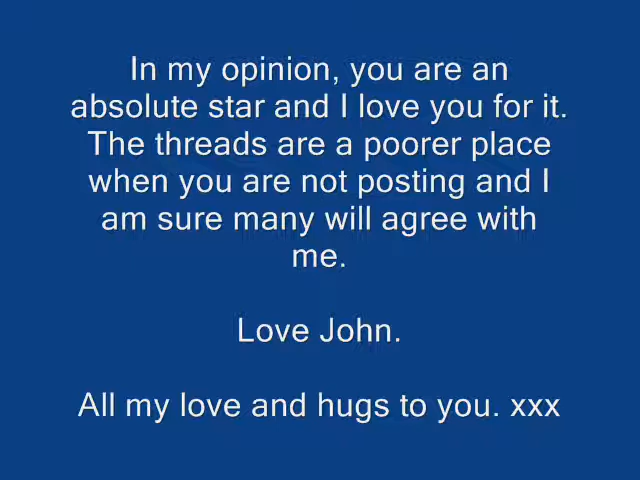 In my opinion, you are an
absolute star and I love you for it.
The threads are a poorer place
when you are not posting and I
am sure many will agree with
me.
Love John.
All my love and hugs to you. xxx